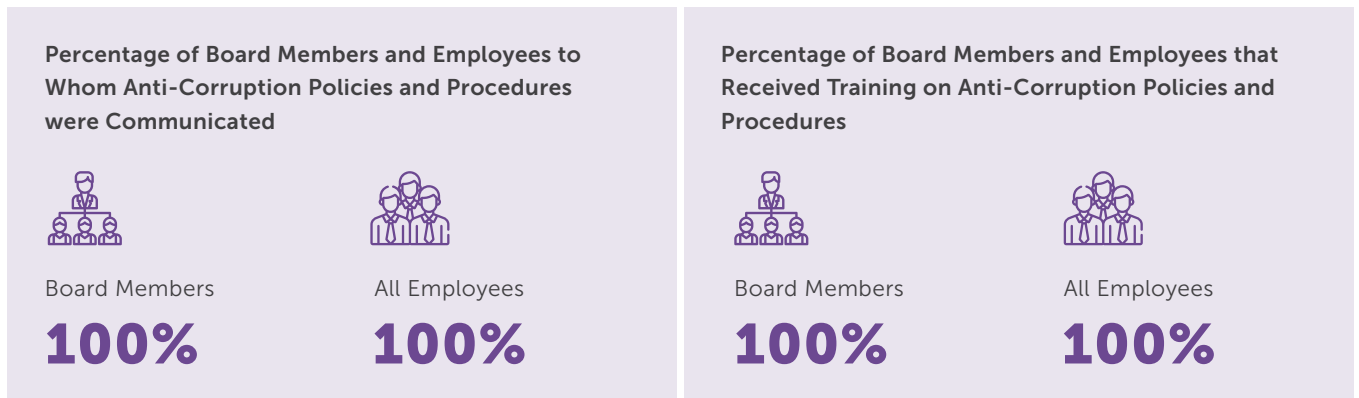 Percentage of Board Members and Employees to
Whom Anti-Corruption Policies and Procedures
were Communicated
Board Members
All Employees
100%
100%
Percentage of Board Members and Employees that
Received Training on Anti-Corruption Policies and
Procedures
Board Members
All Employees
100%
100%